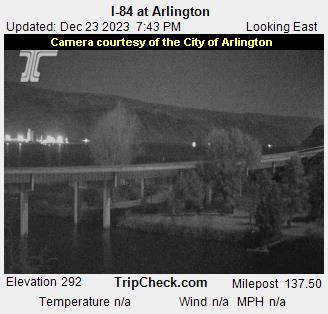 I-84 at Arlington
Updated: Dec 23 2023 7:43 PM Looking East
Camera courtesy of the City of Arlington
Elevation 292 TripCheck.com Milepost 137.50
Temperature n/a Wind n/a MPH n/a